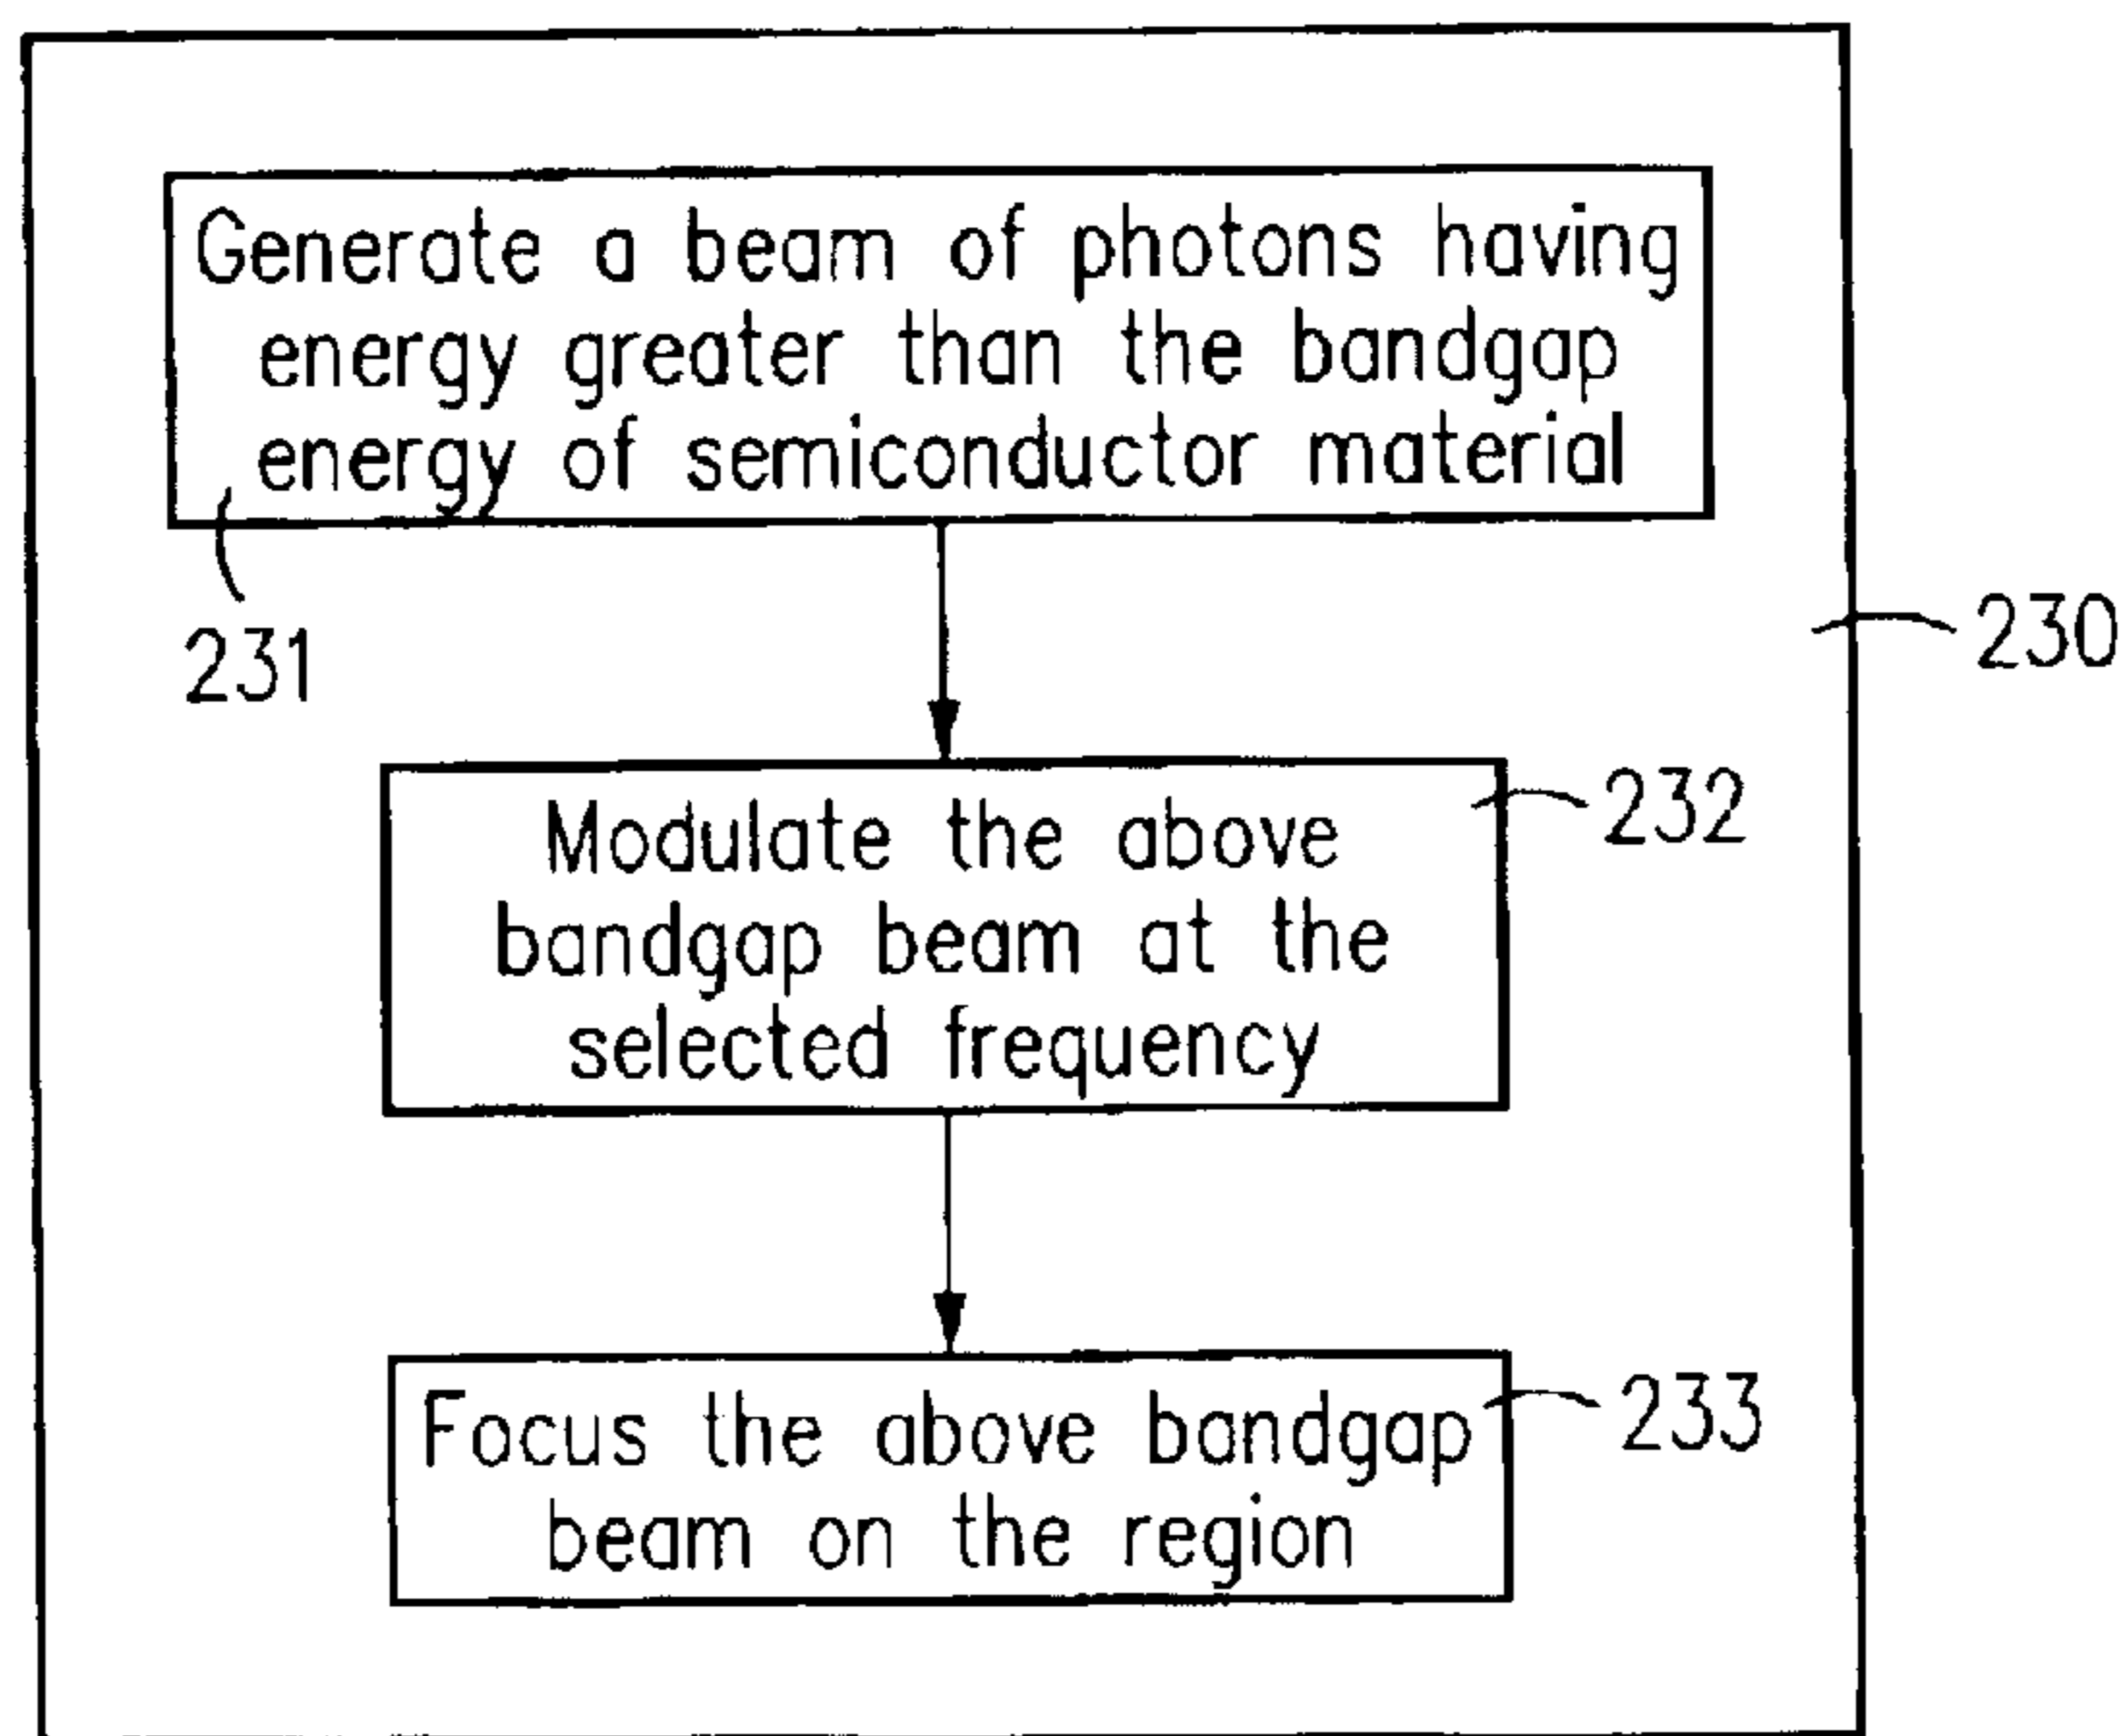 Generate a beam of photons having
energy greater than the bandgap
energy of semiconductor material
231
230
Modulate the above
bandgap beam at the
selected frequency
232
Focus the above bandgap
beam on the region
233